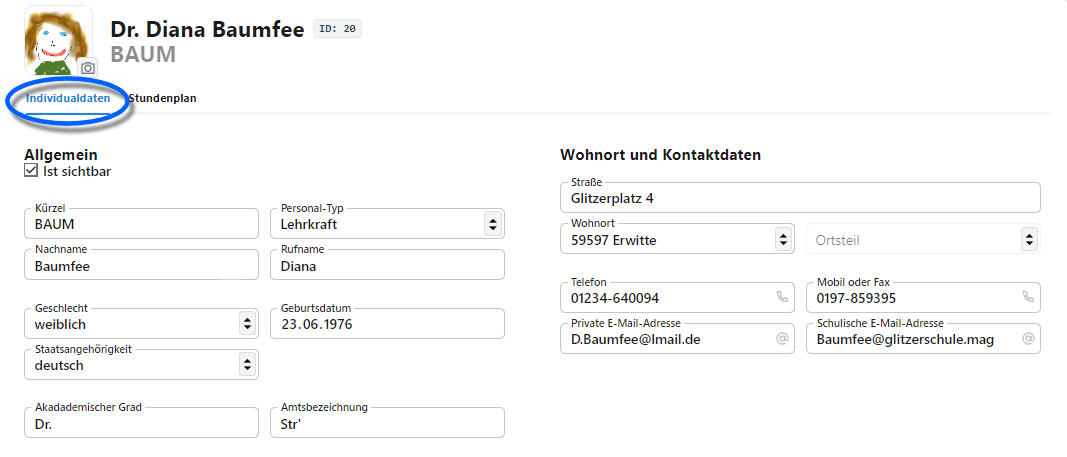 Dr. Diana Baumfee ID: 20
BAUM
Individualdaten Stundenplan
Allgemein
Ist sichtbar
Kürzel
BAUM
Personal-Typ
Lehrkraft
Nachname
Baumfee
Rufname
Diana
Geschlecht
weiblich
Geburtsdatum
23.06.1976
Staatsangehörigkeit
deutsch
Akadademischer Grad
Dr.
Amtsbezeichnung
Str'
Wohnort und Kontaktdaten
Straße
Glitzerplatz 4
Wohnort
59597 Erwitte
Ortsteil
Telefon
01234-640094
Mobil oder Fax
0197-859395
Private E-Mail-Adresse
D.Baumfee@lmail.de
Schulische E-Mail-Adresse
Baumfee@glitzerschule.mag